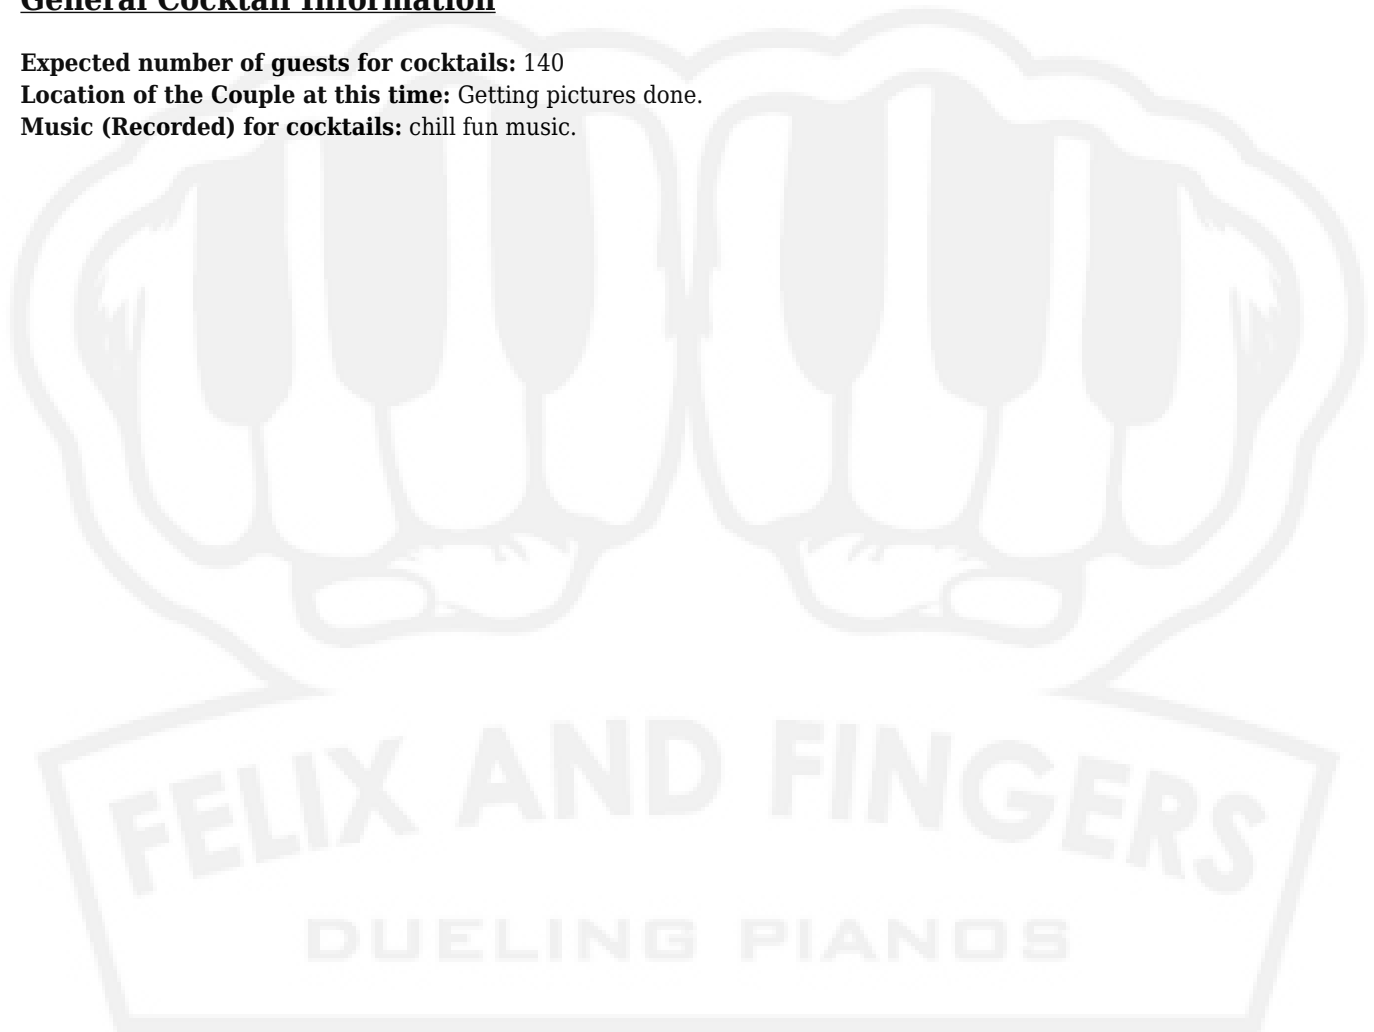 General Cocktail Information
Expected number of guests for cocktails: 140
Location of the Couple at this time: Getting pictures done.
Music (Recorded) for cocktails: chill fun music.
FELIX AND FINGERS
DUELING PIANOS